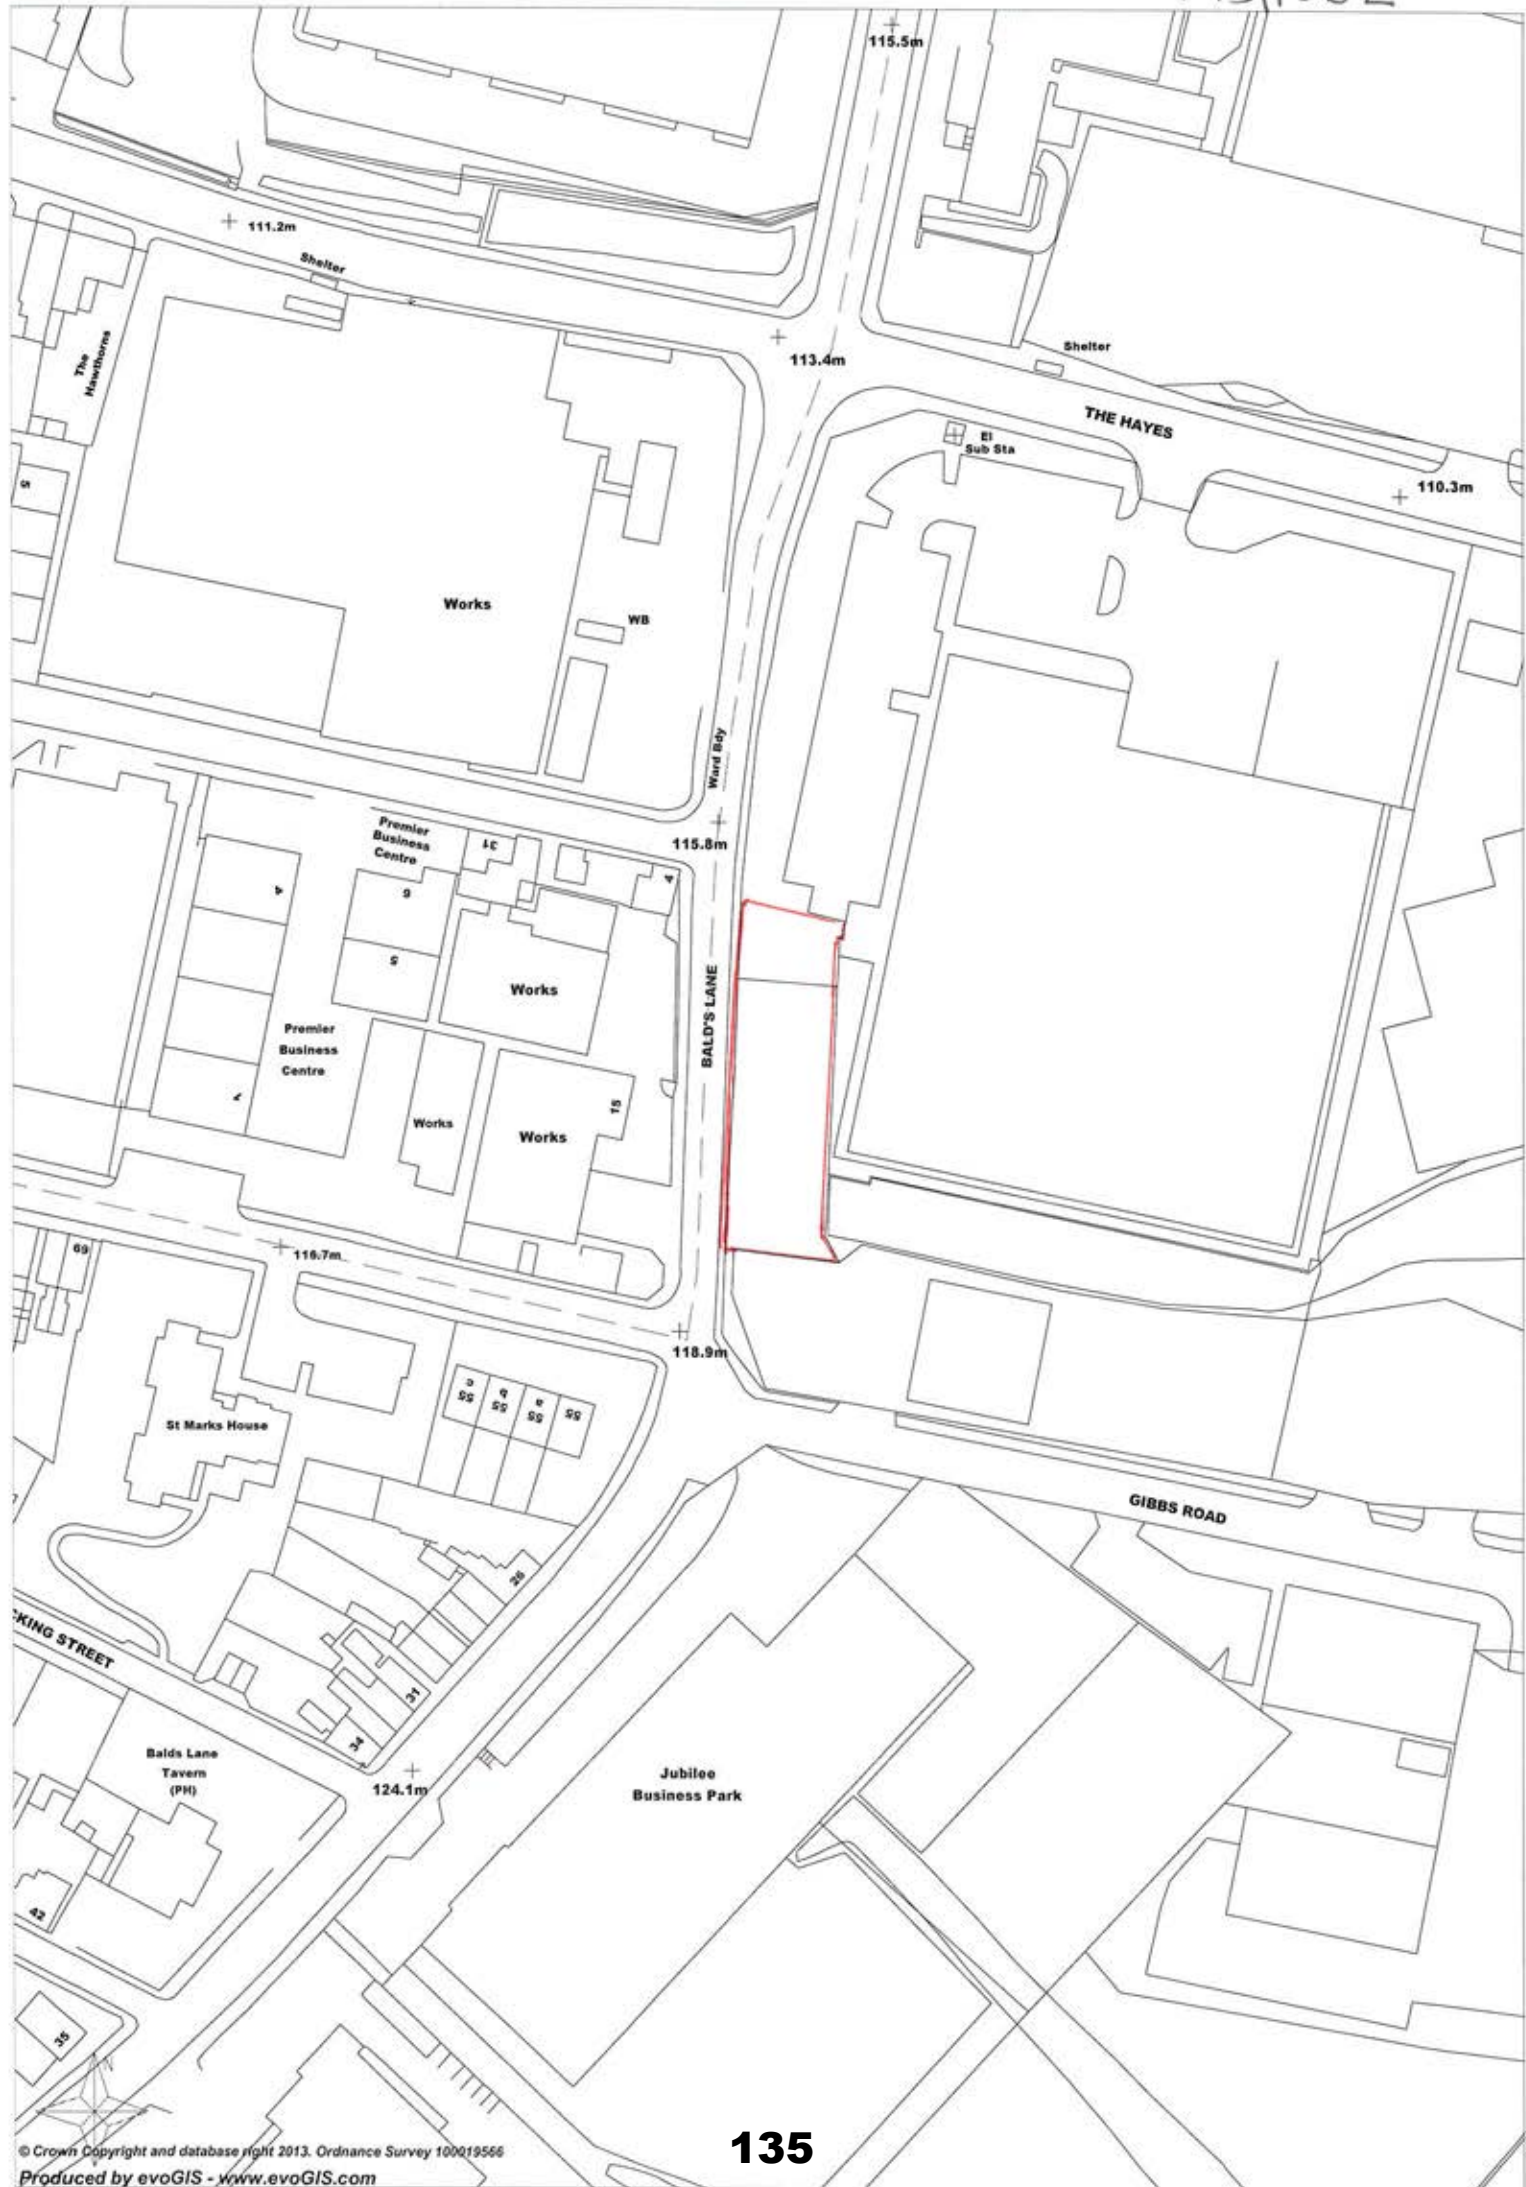 115.5m
111.2m
Shelter
The
Hawthorns
113.4m
Shelter
THE HAYES
El
Sub Sta
110.3m
5
Works
WB
Ward Bdy
115.8m
Premier
Business
Centre
31
4
4
6
5
Works
BALD'S LANE
Premier
Business
Centre
7
Works
15
Works
69
116.7m
118.9m
55
c
55
b
55
a
55
St Marks House
GIBBS ROAD
26
CKING STREET
31
34
Balds Lane
Tavern
(PH)
124.1m
Jubilee
Business Park
42
35
N
© Crown Copyright and database right 2013. Ordnance Survey 100019566
Produced by evoGIS - www.evoGIS.com
135